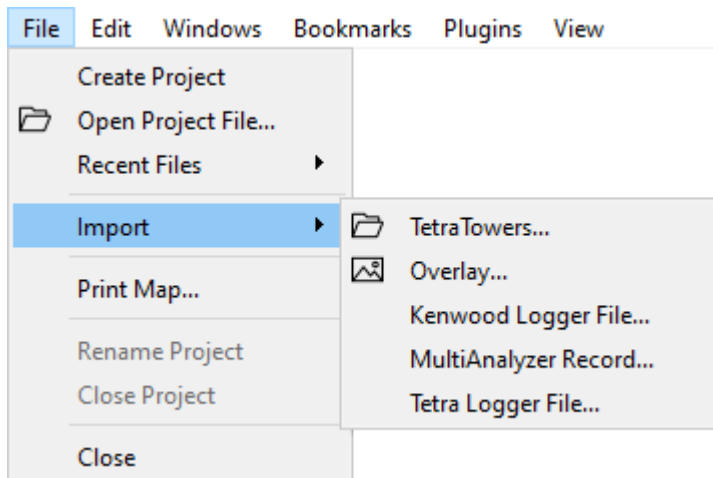 File Edit Windows Bookmarks Plugins View
Create Project
Open Project File...
Recent Files
Import
Print Map...
Rename Project
Close Project
Close
TetraTowers...
Overlay...
Kenwood Logger File...
MultiAnalyzer Record...
Tetra Logger File...